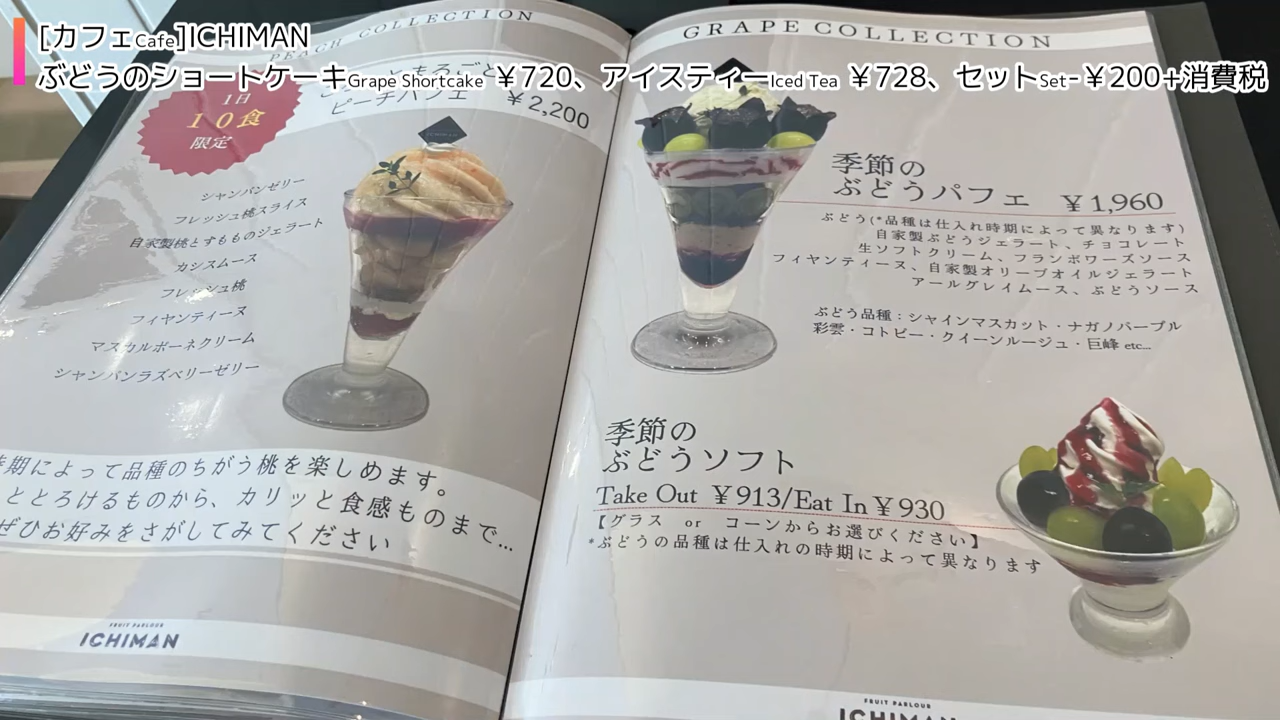 [カフェCafe]ICHIMAN
ぶどうのショートケーキGrape Shortcake ￥720、アイスティーIced Tea ￥728、セットSet-￥200+消費税
PEACH COLLECTION
まるごと
ピーチパフェ ￥2,200
1日
10食
限定
シャンパンゼリー
フレッシュ桃スライス
自家製桃とすもものジェラート
カシスムース
フレッシュ桃
フィヤンティーヌ
マスカルポーネクリーム
シャンパンラズベリーゼリー
時期によって品種のちがう桃を楽しめます。
ととろけるものから、カリッと食感ものまで…
ぜひお好みをさがしてみてください
FRUIT PARLOUR
ICHIMAN
GRAPE COLLECTION
季節の
ぶどうパフェ ￥1,960
ぶどう(*品種は仕入れ時期によって異なります)
自家製ぶどうジェラート、チョコレート
生ソフトクリーム、フランボワーズソース
フィヤンティーヌ、自家製オリーブオイルジェラート
アールグレイムース、ぶどうソース
ぶどう品種：シャインマスカット・ナガノパープル
彩雲・コトピー・クイーンルージュ・巨峰 etc...
季節の
ぶどうソフト
Take Out ￥913/Eat In￥930
【グラス or コーンからお選びください】
*ぶどうの品種は仕入れの時期によって異なります
FRUIT PARLOUR
ICHIMAN